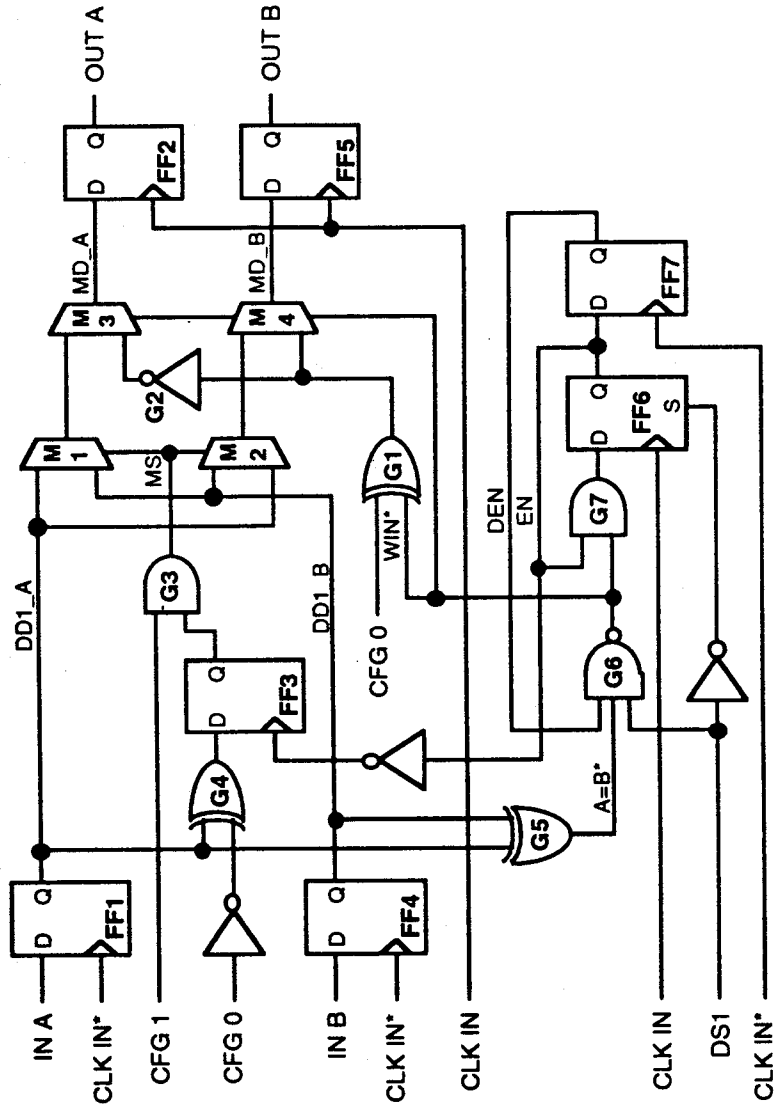 OUT A
OUT B
D Q
FF2
D Q
FF5
MD_A
MD_B
M
3
M
4
G2
M
1
M
2
MS
G1
G3
DD1_A
DD1_B
CFG 0
WIN*
DEN
EN
D Q
FF7
D Q
FF6
S
G7
G6
D Q
FF3
G4
G5
A=B*
D Q
FF1
D Q
FF4
IN A
CLK IN*
CFG 1
CFG 0
IN B
CLK IN*
CLK IN
CLK IN
DS1
CLK IN*